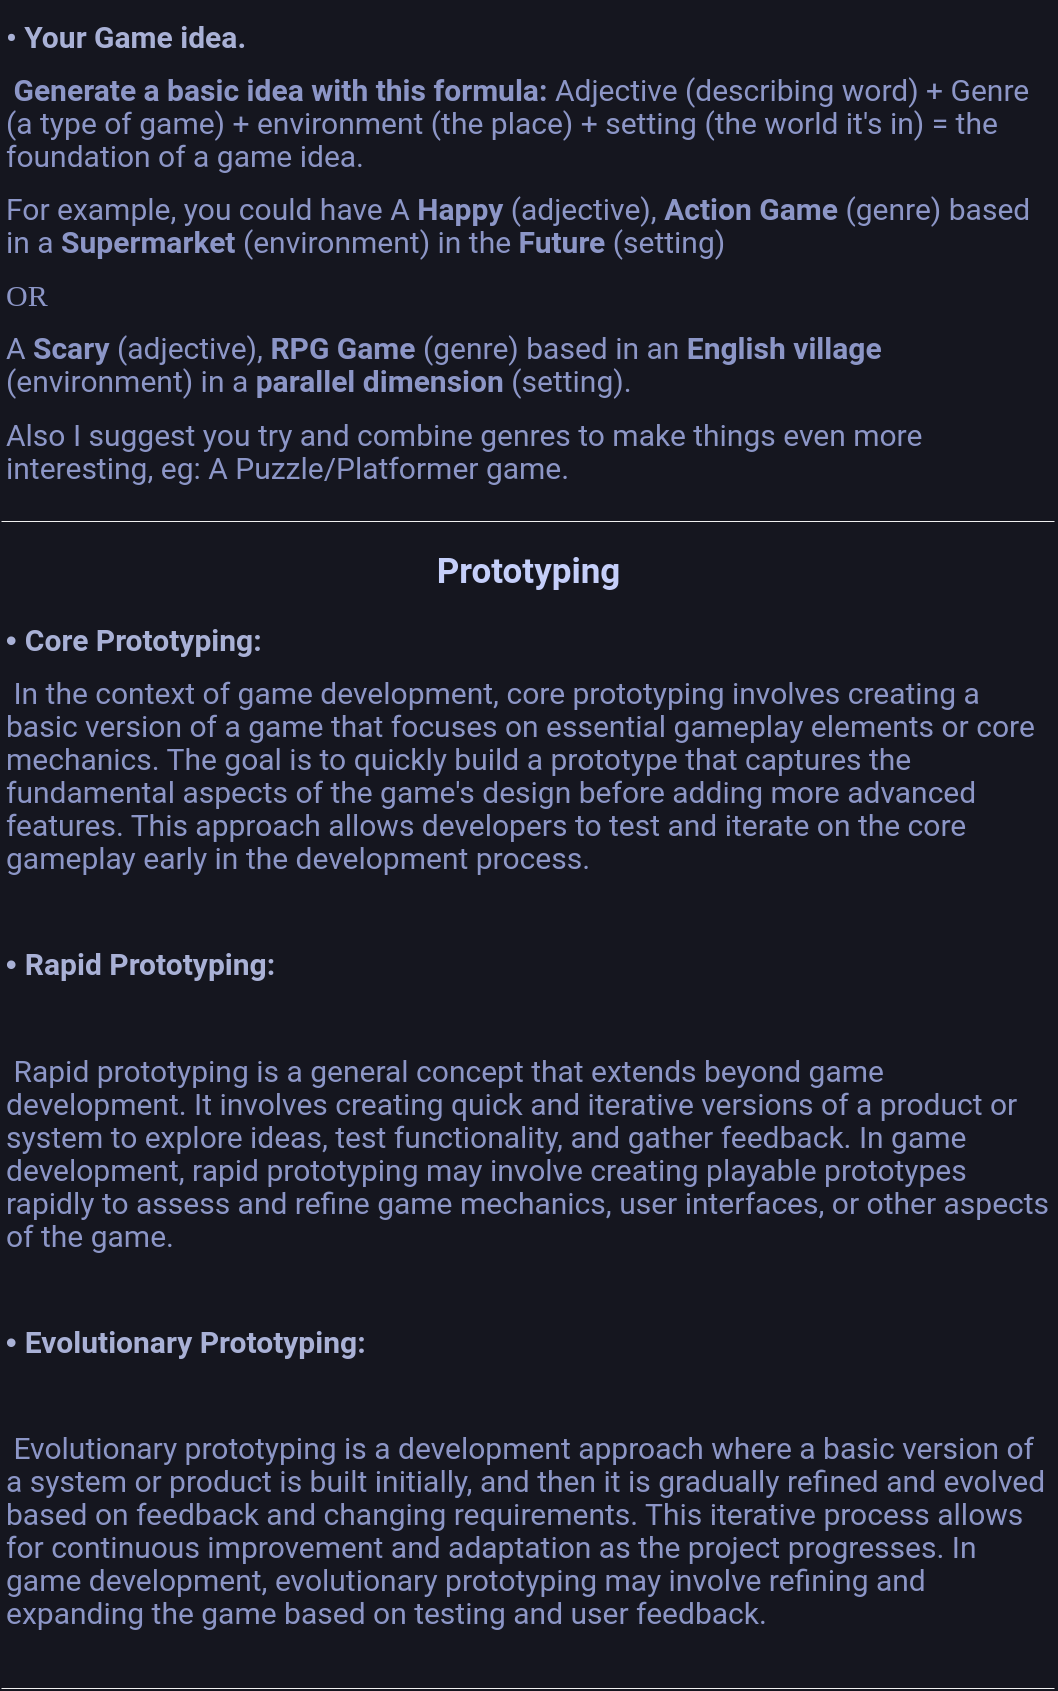 • Your Game idea.
Generate a basic idea with this formula: Adjective (describing word) + Genre
(a type of game) + environment (the place) + setting (the world it's in) = the
foundation of a game idea.
For example, you could have A Happy (adjective), Action Game (genre) based
in a Supermarket (environment) in the Future (setting)
OR
A Scary (adjective), RPG Game (genre) based in an English village
(environment) in a parallel dimension (setting).
Also I suggest you try and combine genres to make things even more
interesting, eg: A Puzzle/Platformer game.
Prototyping
• Core Prototyping:
In the context of game development, core prototyping involves creating a
basic version of a game that focuses on essential gameplay elements or core
mechanics. The goal is to quickly build a prototype that captures the
fundamental aspects of the game's design before adding more advanced
features. This approach allows developers to test and iterate on the core
gameplay early in the development process.
• Rapid Prototyping:
Rapid prototyping is a general concept that extends beyond game
development. It involves creating quick and iterative versions of a product or
system to explore ideas, test functionality, and gather feedback. In game
development, rapid prototyping may involve creating playable prototypes
rapidly to assess and refine game mechanics, user interfaces, or other aspects
of the game.
• Evolutionary Prototyping:
Evolutionary prototyping is a development approach where a basic version of
a system or product is built initially, and then it is gradually refined and evolved
based on feedback and changing requirements. This iterative process allows
for continuous improvement and adaptation as the project progresses. In
game development, evolutionary prototyping may involve refining and
expanding the game based on testing and user feedback.